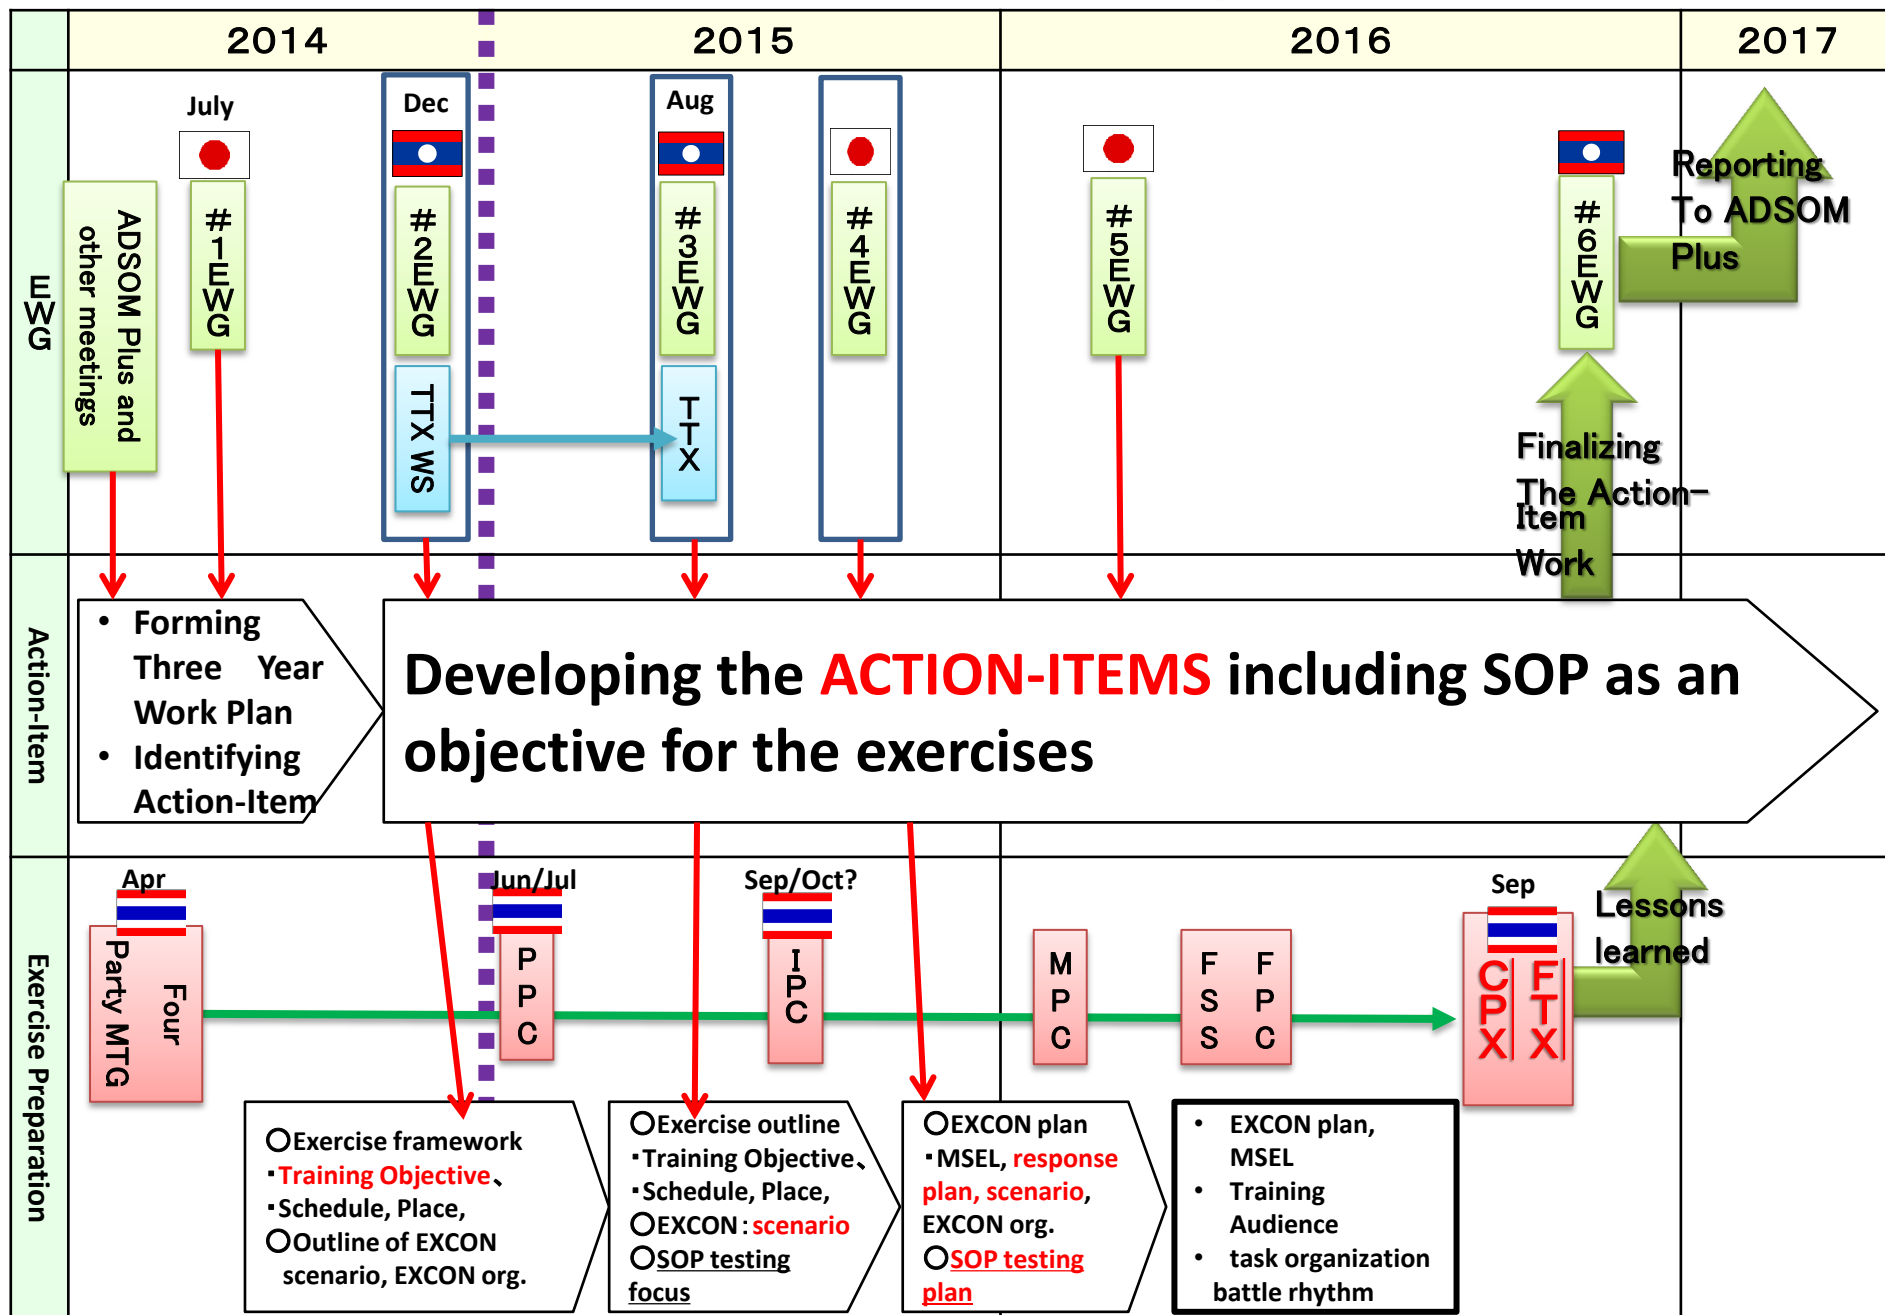 2014
2015
2016
2017
EWG
July
Dec
Aug
ADSOM Plus and
other meetings
#1EWG
#2EWG
TTX WS
#3EWG
TTX
#4EWG
#5EWG
#6EWG
Reporting
To ADSOM
Plus
Finalizing
The Action-
Item
Work
Action-Item
• Forming
Three Year
Work Plan
• Identifying
Action-Item
Developing the ACTION-ITEMS including SOP as an
objective for the exercises
Exercise Preparation
Apr
Four
Party MTG
Jun/Jul
PPC
Sep/Oct?
IPC
MPC
FSS
FPC
Sep
CPX
FTX
Lessons
learned
○Exercise framework
・Training Objective、
・Schedule, Place,
○Outline of EXCON
scenario, EXCON org.
○Exercise outline
・Training Objective、
・Schedule, Place,
○EXCON：scenario
○SOP testing
focus
○EXCON plan
・MSEL, response
plan, scenario,
EXCON org.
○SOP testing
plan
• EXCON plan,
MSEL
• Training
Audience
• task organization
battle rhythm